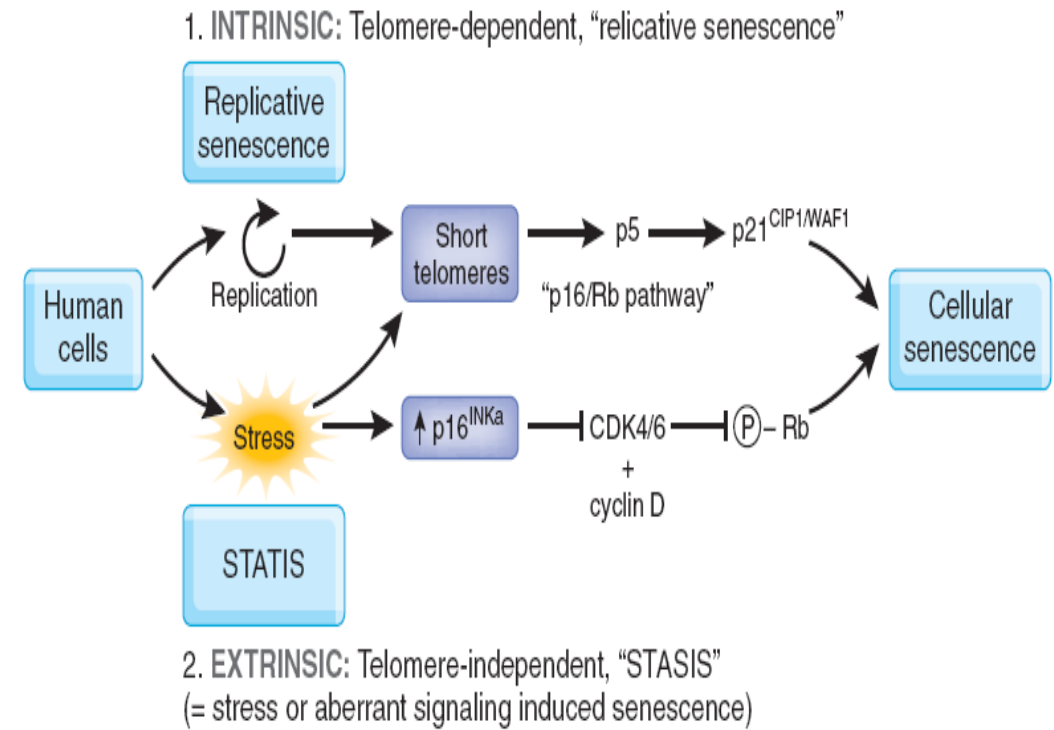 1. INTRINSIC: Telomere-dependent, “relicative senescence”
Replicative
senescence
Human
cells
Replication
Short
telomeres
p5
p21CIP1/WAF1
“p16/Rb pathway”
Cellular
senescence
Stress
↑ p16INKa
CDK4/6
+
cyclin D
P – Rb
STATIS
2. EXTRINSIC: Telomere-independent, “STASIS”
(= stress or aberrant signaling induced senescence)